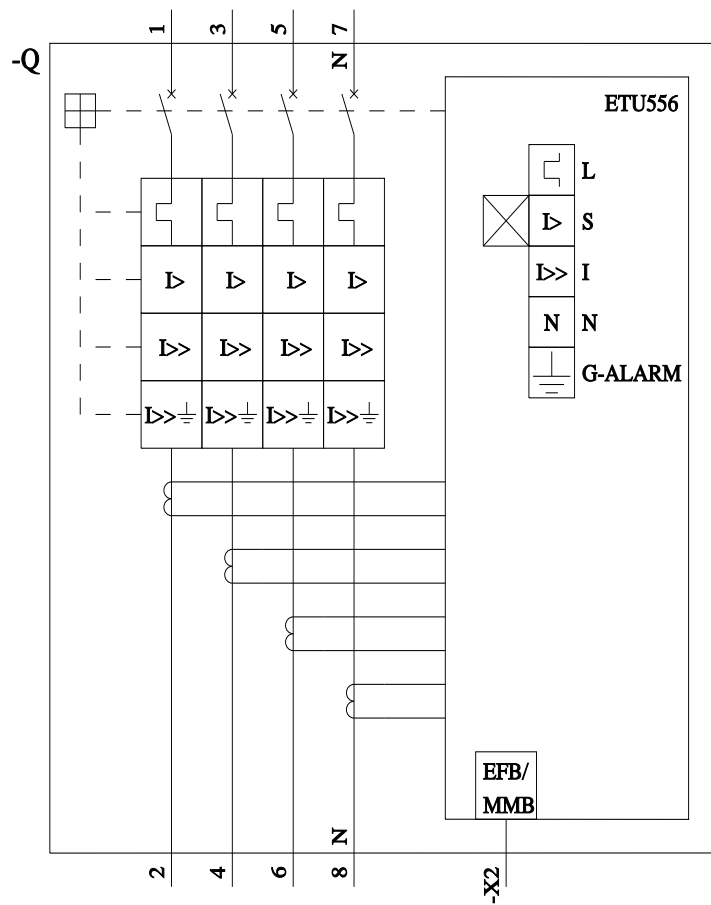 1 3 5 7
N
-Q
ETU556
L
I> S
I>> I
N N
G-ALARM
I> I> I> I>
I>> I>> I>> I>>
I>> I>> I>> I>>
EFB/
MMB
N
2 4 6 8
-X2